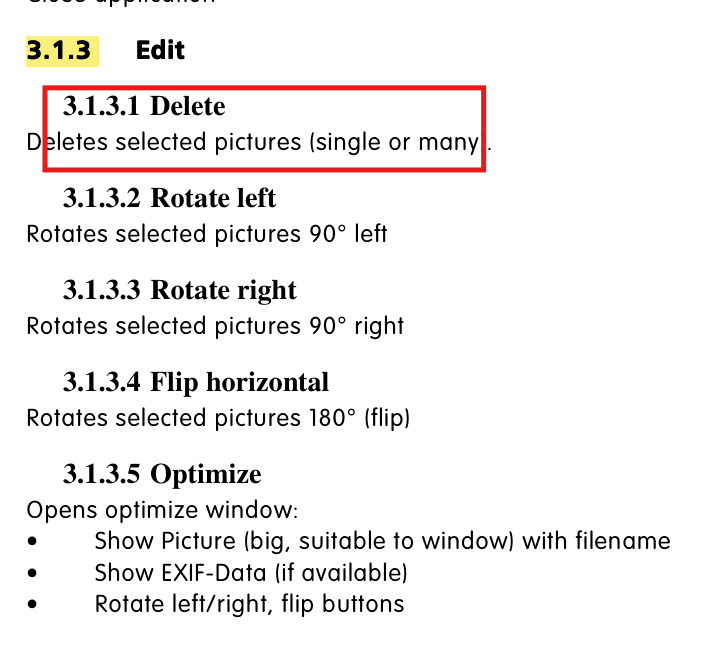 Close application
3.1.3 Edit
3.1.3.1 Delete
Deletes selected pictures (single or many).
3.1.3.2 Rotate left
Rotates selected pictures 90° left
3.1.3.3 Rotate right
Rotates selected pictures 90° right
3.1.3.4 Flip horizontal
Rotates selected pictures 180° (flip)
3.1.3.5 Optimize
Opens optimize window:
• Show Picture (big, suitable to window) with filename
• Show EXIF-Data (if available)
• Rotate left/right, flip buttons